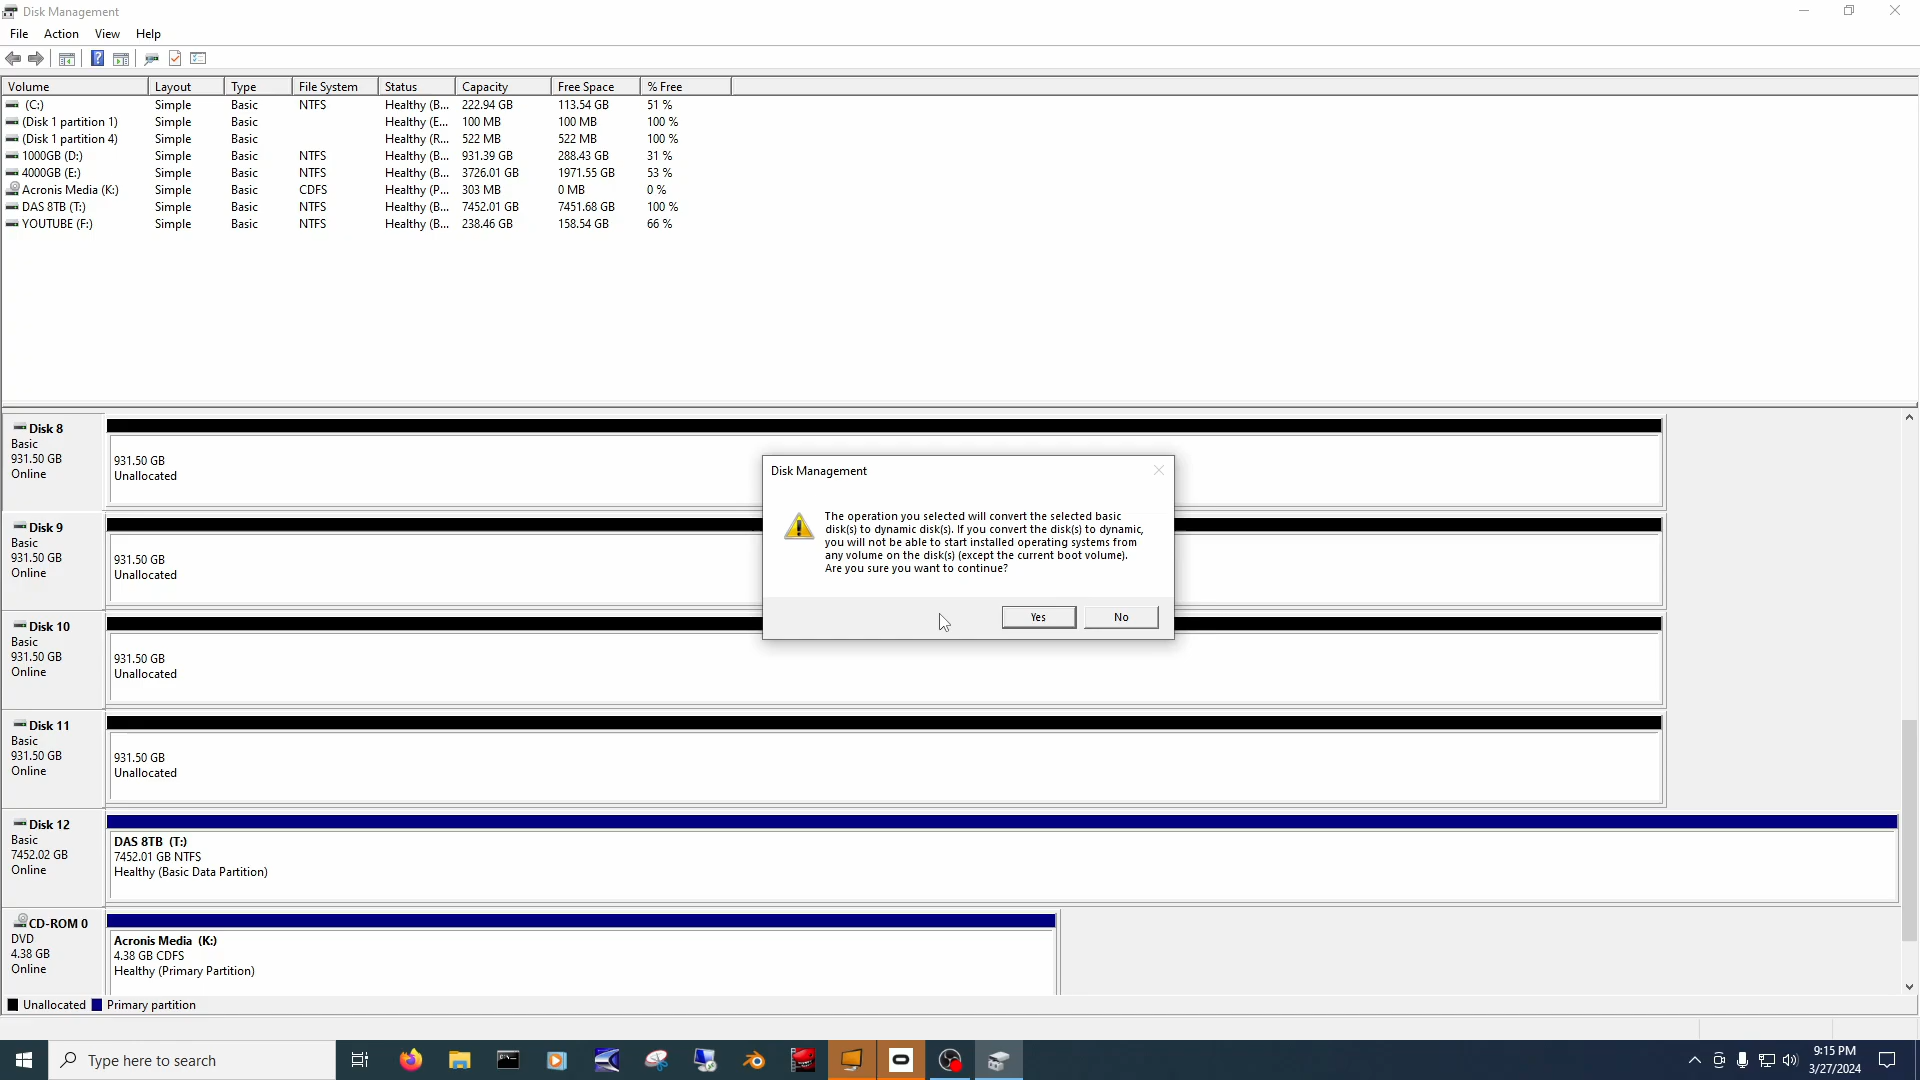 Disk Management
File Action View Help
Volume Layout Type File System Status Capacity Free Space % Free
(C:) Simple Basic NTFS Healthy (B... 222.94 GB 113.54 GB 51 %
(Disk 1 partition 1) Simple Basic Healthy (E... 100 MB 100 MB 100 %
(Disk 1 partition 4) Simple Basic Healthy (R... 522 MB 522 MB 100 %
1000GB (D:) Simple Basic NTFS Healthy (B... 931.39 GB 288.43 GB 31 %
4000GB (E:) Simple Basic NTFS Healthy (B... 3726.01 GB 1971.55 GB 53 %
Acronis Media (K:) Simple Basic CDFS Healthy (P... 303 MB 0 MB 0 %
DAS 8TB (T:) Simple Basic NTFS Healthy (B... 7452.01 GB 7451.68 GB 100 %
YOUTUBE (F:) Simple Basic NTFS Healthy (B... 238.46 GB 158.54 GB 66 %
Disk 8
Basic
931.50 GB
Online
931.50 GB
Unallocated
Disk 9
Basic
931.50 GB
Online
931.50 GB
Unallocated
Disk 10
Basic
931.50 GB
Online
931.50 GB
Unallocated
Disk 11
Basic
931.50 GB
Online
931.50 GB
Unallocated
Disk 12
Basic
7452.02 GB
Online
DAS 8TB (T:)
7452.01 GB NTFS
Healthy (Basic Data Partition)
CD-ROM 0
DVD
4.38 GB
Online
Acronis Media (K:)
4.38 GB CDFS
Healthy (Primary Partition)
Unallocated Primary partition
Disk Management
The operation you selected will convert the selected basic
disk(s) to dynamic disk(s). If you convert the disk(s) to dynamic,
you will not be able to start installed operating systems from
any volume on the disk(s) (except the current boot volume).
Are you sure you want to continue?
Yes No
Type here to search
9:15 PM
3/27/2024